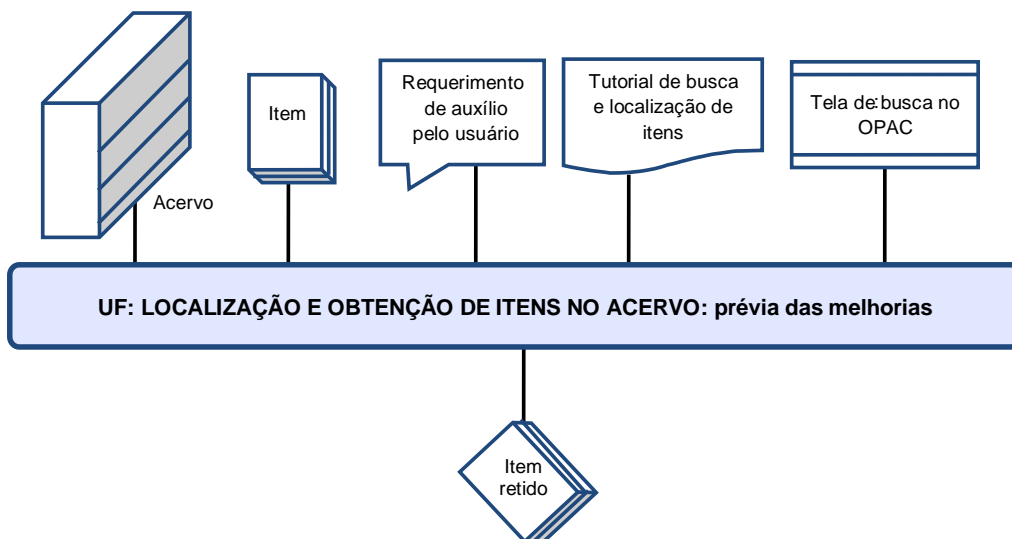 Acervo
Item
Requerimento
de auxílio
pelo usuário
Tutorial de busca
e localização de
itens
Tela de:busca no
OPAC
UF: LOCALIZAÇÃO E OBTENÇÃO DE ITENS NO ACERVO: prévia das melhorias
Item
retido